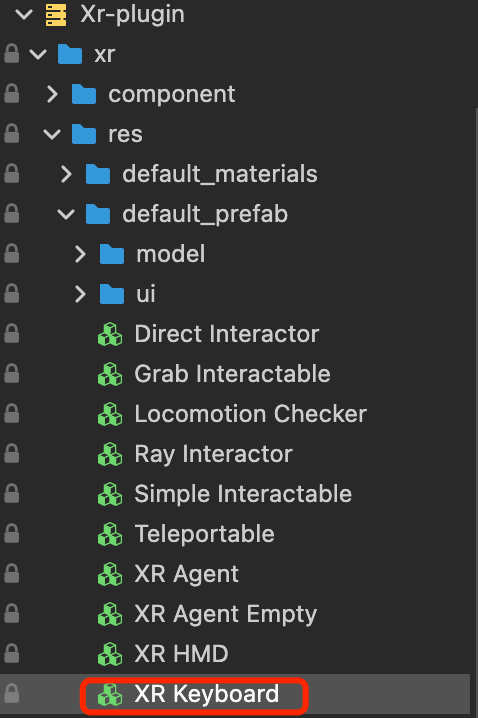 Xr-plugin
xr
component
res
default_materials
default_prefab
model
ui
Direct Interactor
Grab Interactable
Locomotion Checker
Ray Interactor
Simple Interactable
Teleportable
XR Agent
XR Agent Empty
XR HMD
XR Keyboard